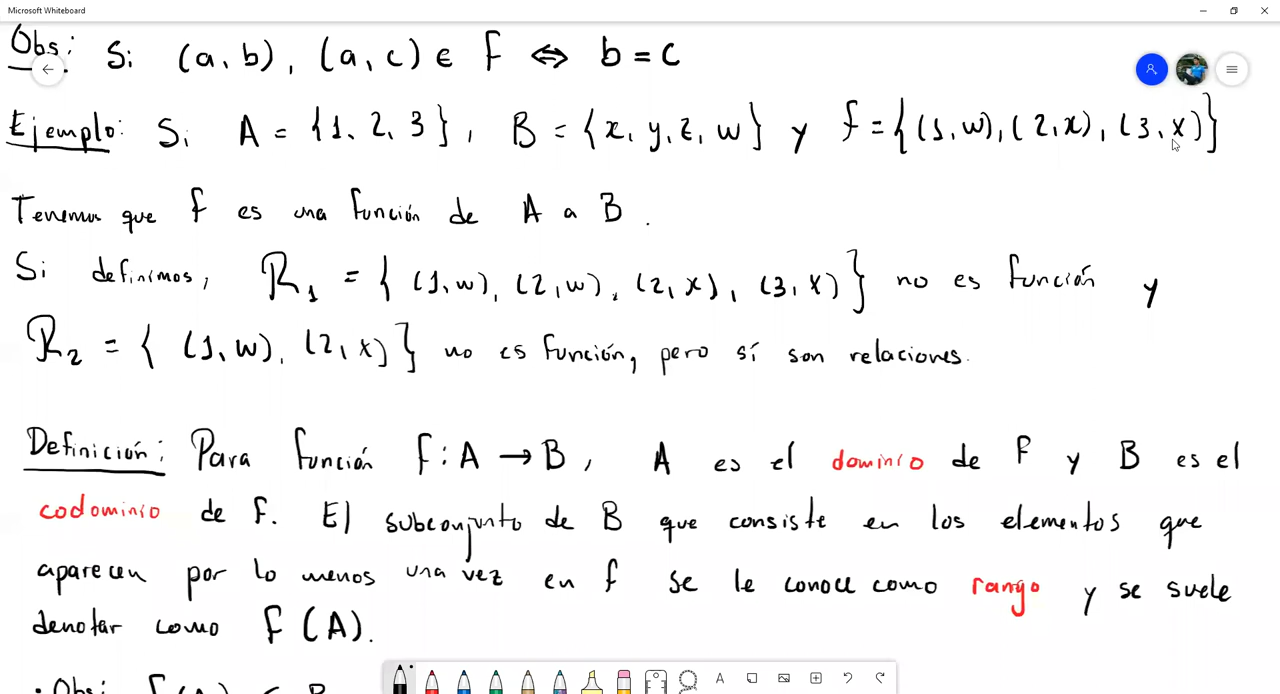 Microsoft Whiteboard
Obs: Si (a, b), (a, c) ∈ f ⇔ b = c
Ejemplo: Si A = {1, 2, 3}, B = {x, y, z, w} y f = {(1, w), (2, x), (3, x)}
Tenemos que f es una función de A a B.
Si definimos, R₁ = { (1, w), (2, w), (2, x), (3, x) } no es función y
R₂ = { (1, w), (2, x) } no es función, pero sí son relaciones.
Definición: Para función f: A → B, A es el dominio de f y B es el
codominio de f. El subconjunto de B que consiste en los elementos que
aparecen por lo menos una vez en f se le conoce como rango y se suele
denotar como f(A).
• Obs: f(A) ⊂ B